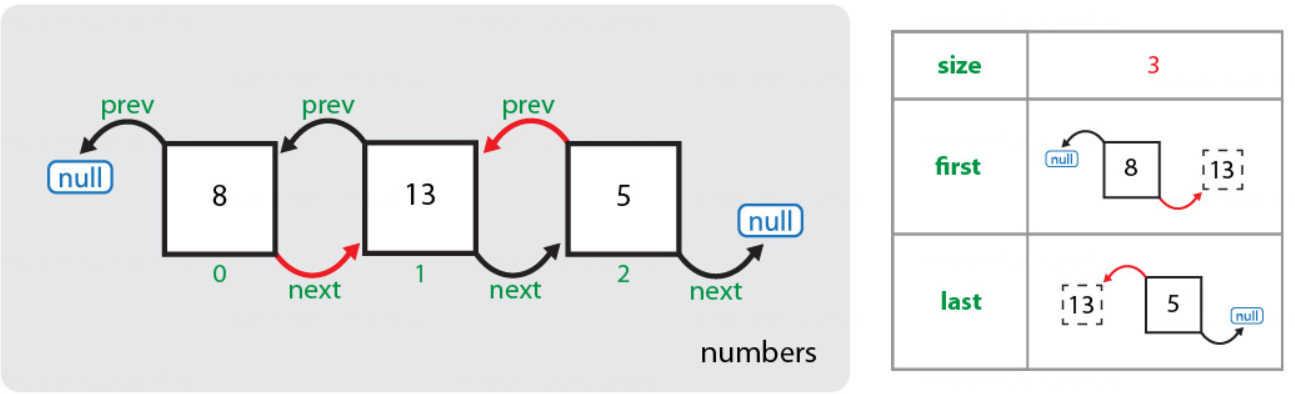 prev prev prev
null
8 13 5
null
0 1 2
next next next
numbers
size 3
first null 8 13
last 13 5 null